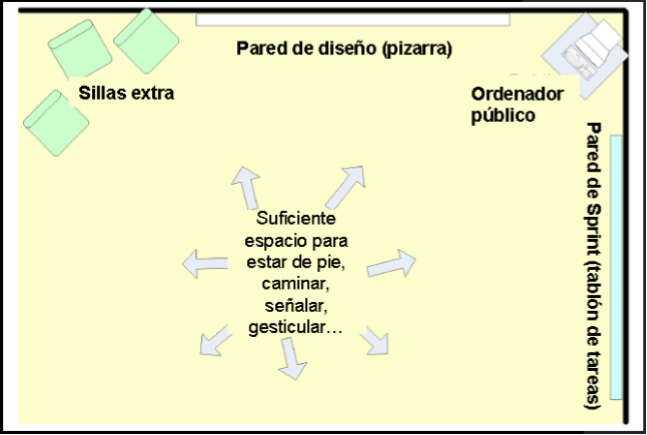 Pared de diseño (pizarra)
Sillas extra
Ordenador
público
Pared de Sprint (tablón de tareas)
Suficiente
espacio para
estar de pie,
caminar,
señalar,
gesticular...